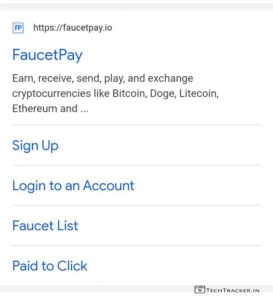 FP https://faucetpay.io
FaucetPay
Earn, receive, send, play, and exchange
cryptocurrencies like Bitcoin, Doge, Litecoin,
Ethereum and ...
Sign Up
Login to an Account
Faucet List
Paid to Click
TECHTRACKER.IN